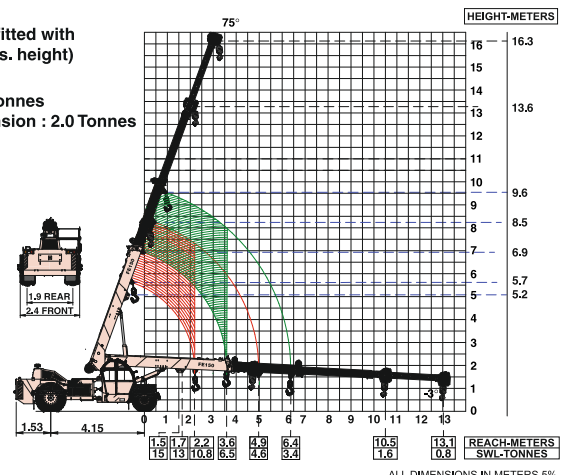 75°
HEIGHT-METERS
itted with
s. height)
onnes
nsion : 2.0 Tonnes
16
15
14
13
12
11
10
9
8
7
6
5
4
3
2
1
0
16.3
13.6
9.6
8.5
6.9
5.7
5.2
1.9 REAR
2.4 FRONT
FE150
FE150
-3°
1.53
4.15
0 1 2 3 4 5 6 7 8 9 10 11 12 13
1.5 1.7 2.2 3.6 4.9 6.4 10.5 13.1 REACH-METERS
15 13 10.8 6.5 4.6 3.4 1.6 0.8 SWL-TONNES
ALL DIMENSIONS IN METERS 5%